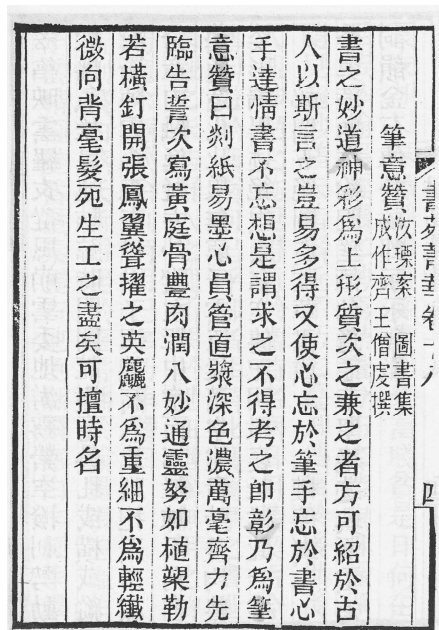 書苑菁華卷十八
四
筆意贊
汝瑮案 圖書集
成作齊王僧虔撰
書之妙道神彩爲上形質次之兼之者方可紹於古
人以斯言之豈易多得又使心忘於筆手忘於書心
手達情書不忘想是謂求之不得考之卽彰乃爲筆
意贊曰剡紙易墨心員管直漿深色濃萬毫齊力先
臨告誓次寫黃庭骨豐肉潤八妙通靈努如植槊勒
若橫釘開張鳳翼聳擢之英麤不爲重細不爲輕纖
微向背毫髮死生工之盡矣可擅時名